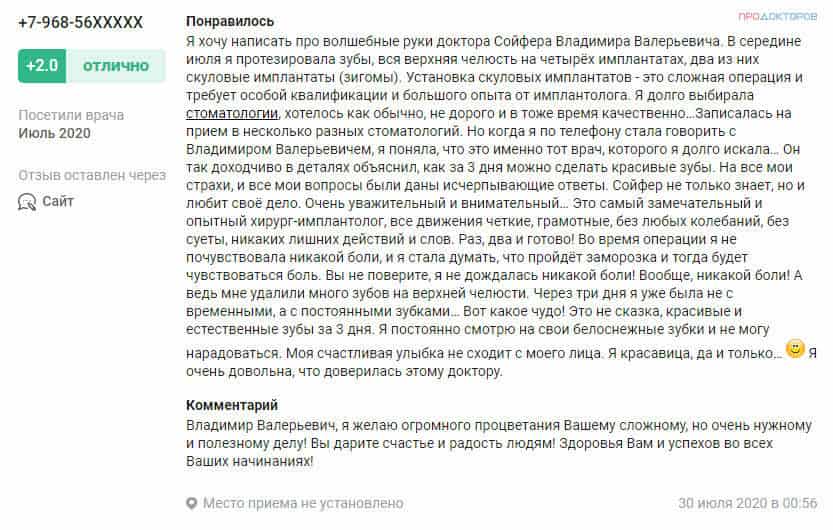 +7-968-56XXXXX
+2.0 отлично
Посетили врача
Июль 2020
Отзыв оставлен через
Сайт
ПРОДОКТОРОВ
Понравилось
Я хочу написать про волшебные руки доктора Сойфера Владимира Валерьевича. В середине
июля я протезировала зубы, вся верхняя челюсть на четырёх имплантатах, два из них
скуловые имплантаты (зигомы). Установка скуловых имплантатов - это сложная операция и
требует особой квалификации и большого опыта от имплантолога. Я долго выбирала
стоматологии, хотелось как обычно, не дорого и в тоже время качественно…Записалась на
прием в несколько разных стоматологий. Но когда я по телефону стала говорить с
Владимиром Валерьевичем, я поняла, что это именно тот врач, которого я долго искала… Он
так доходчиво в деталях объяснил, как за 3 дня можно сделать красивые зубы. На все мои
страхи, и все мои вопросы были даны исчерпывающие ответы. Сойфер не только знает, но и
любит своё дело. Очень уважительный и внимательный… Это самый замечательный и
опытный хирург-имплантолог, все движения четкие, грамотные, без любых колебаний, без
суеты, никаких лишних действий и слов. Раз, два и готово! Во время операции я не
почувствовала никакой боли, и я стала думать, что пройдёт заморозка и тогда будет
чувствоваться боль. Вы не поверите, я не дождалась никакой боли! Вообще, никакой боли! А
ведь мне удалили много зубов на верхней челюсти. Через три дня я уже была не с
временными, а с постоянными зубками… Вот какое чудо! Это не сказка, красивые и
естественные зубы за 3 дня. Я постоянно смотрю на свои белоснежные зубки и не могу
нарадоваться. Моя счастливая улыбка не сходит с моего лица. Я красавица, да и только… Я
очень довольна, что доверилась этому доктору.
Комментарий
Владимир Валерьевич, я желаю огромного процветания Вашему сложному, но очень нужному
и полезному делу! Вы дарите счастье и радость людям! Здоровья Вам и успехов во всех
Ваших начинаниях!
Место приема не установлено
30 июля 2020 в 00:56